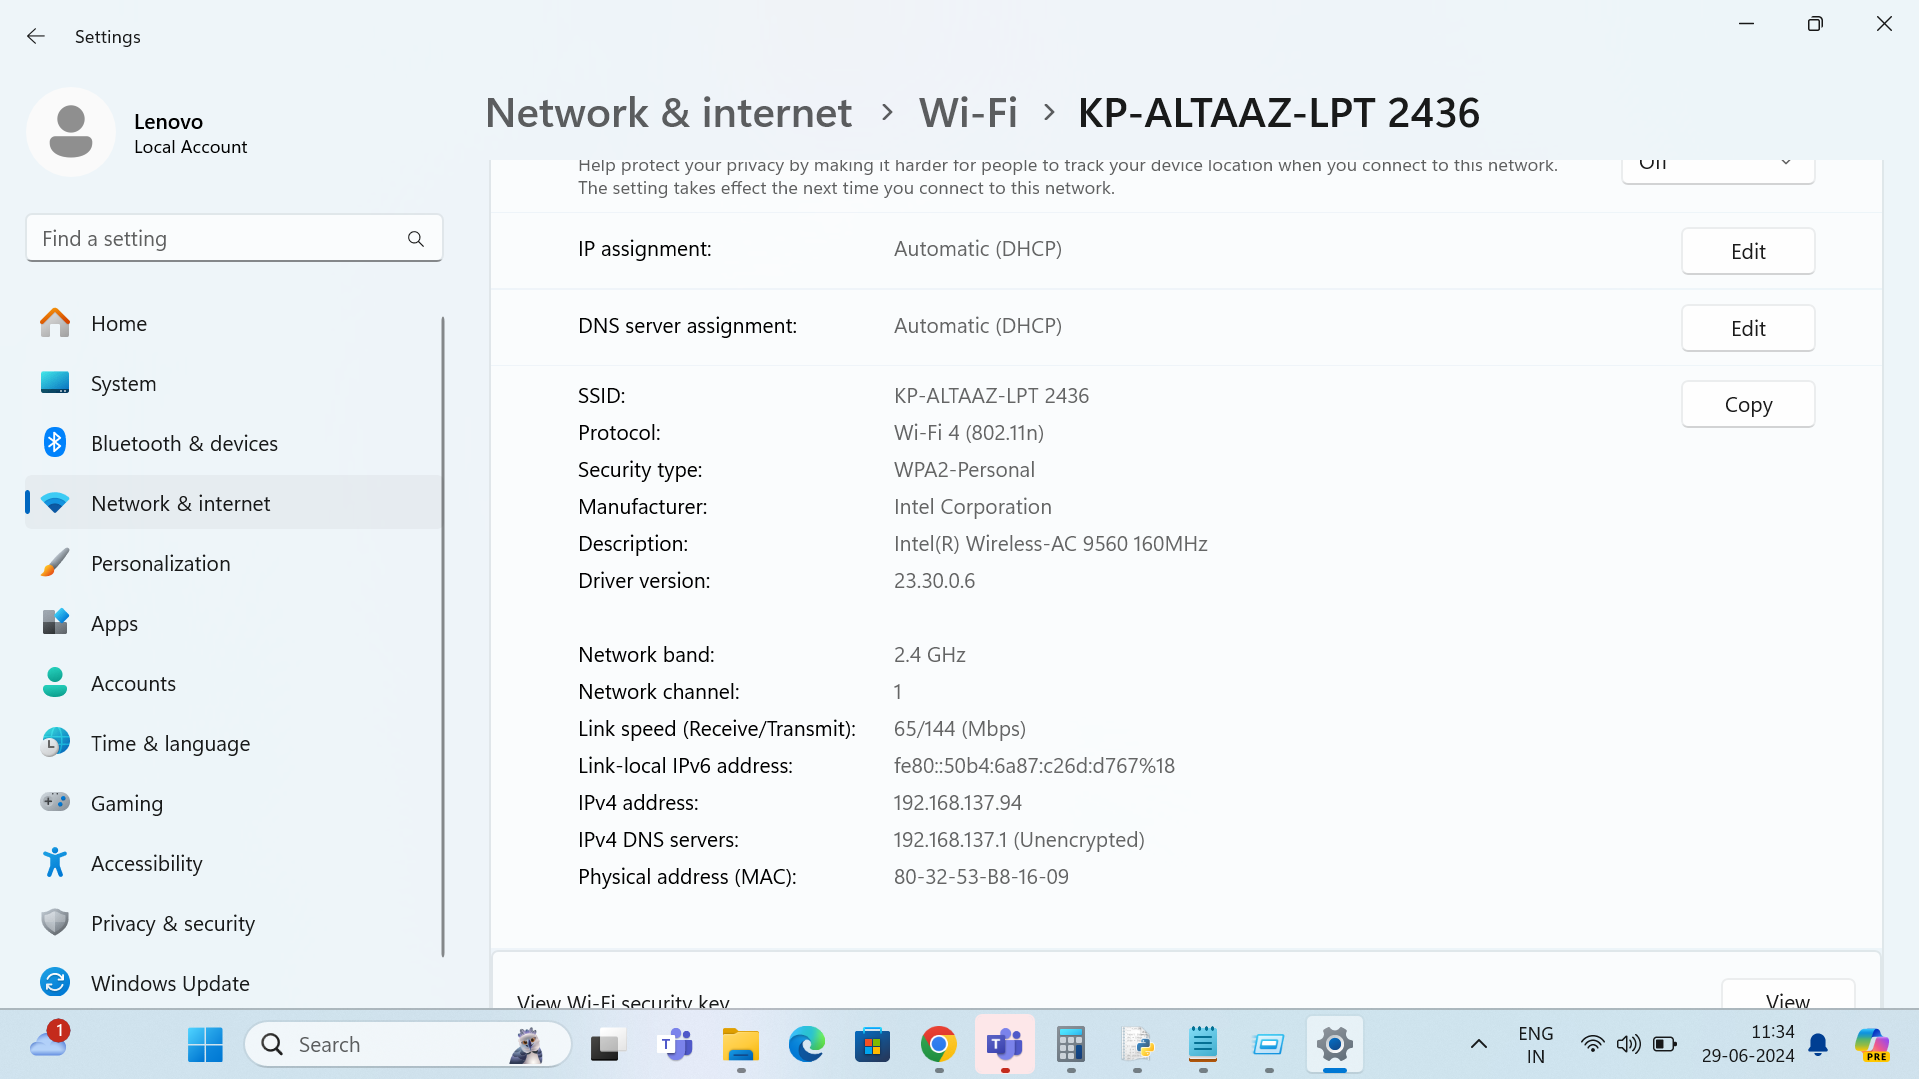 Settings
Lenovo
Local Account
Find a setting
Home
System
Bluetooth & devices
Network & internet
Personalization
Apps
Accounts
Time & language
Gaming
Accessibility
Privacy & security
Windows Update
Network & internet > Wi-Fi > KP-ALTAAZ-LPT 2436
Help protect your privacy by making it harder for people to track your device location when you connect to this network.
The setting takes effect the next time you connect to this network.
Off
IP assignment: Automatic (DHCP) Edit
DNS server assignment: Automatic (DHCP) Edit
SSID: KP-ALTAAZ-LPT 2436 Copy
Protocol: Wi-Fi 4 (802.11n)
Security type: WPA2-Personal
Manufacturer: Intel Corporation
Description: Intel(R) Wireless-AC 9560 160MHz
Driver version: 23.30.0.6
Network band: 2.4 GHz
Network channel: 1
Link speed (Receive/Transmit): 65/144 (Mbps)
Link-local IPv6 address: fe80::50b4:6a87:c26d:d767%18
IPv4 address: 192.168.137.94
IPv4 DNS servers: 192.168.137.1 (Unencrypted)
Physical address (MAC): 80-32-53-B8-16-09
View Wi-Fi security key View
1
Search
ENG
IN
11:34
29-06-2024
PRE